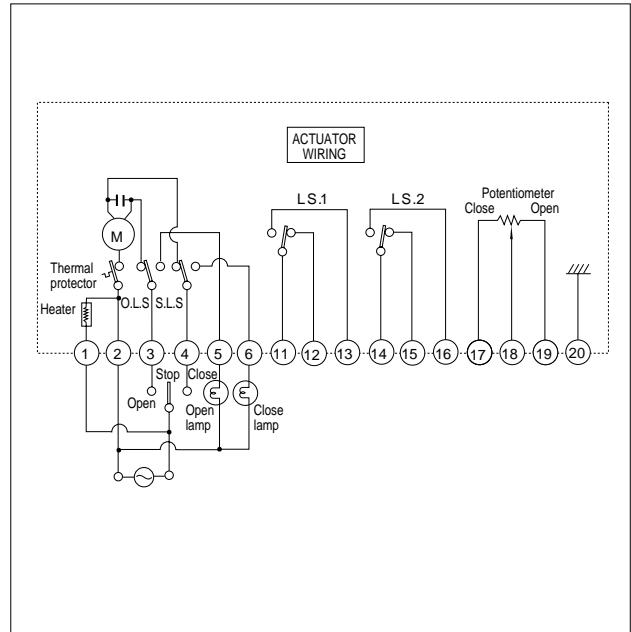 ACTUATOR
WIRING
L.S.1
L.S.2
Potentiometer
Close
Open
M
Thermal
protector
O.L.S
S.L.S
Heater
1
2
3
4
5
6
11
12
13
14
15
16
17
18
19
20
Stop
Close
Open
Open
lamp
Close
lamp